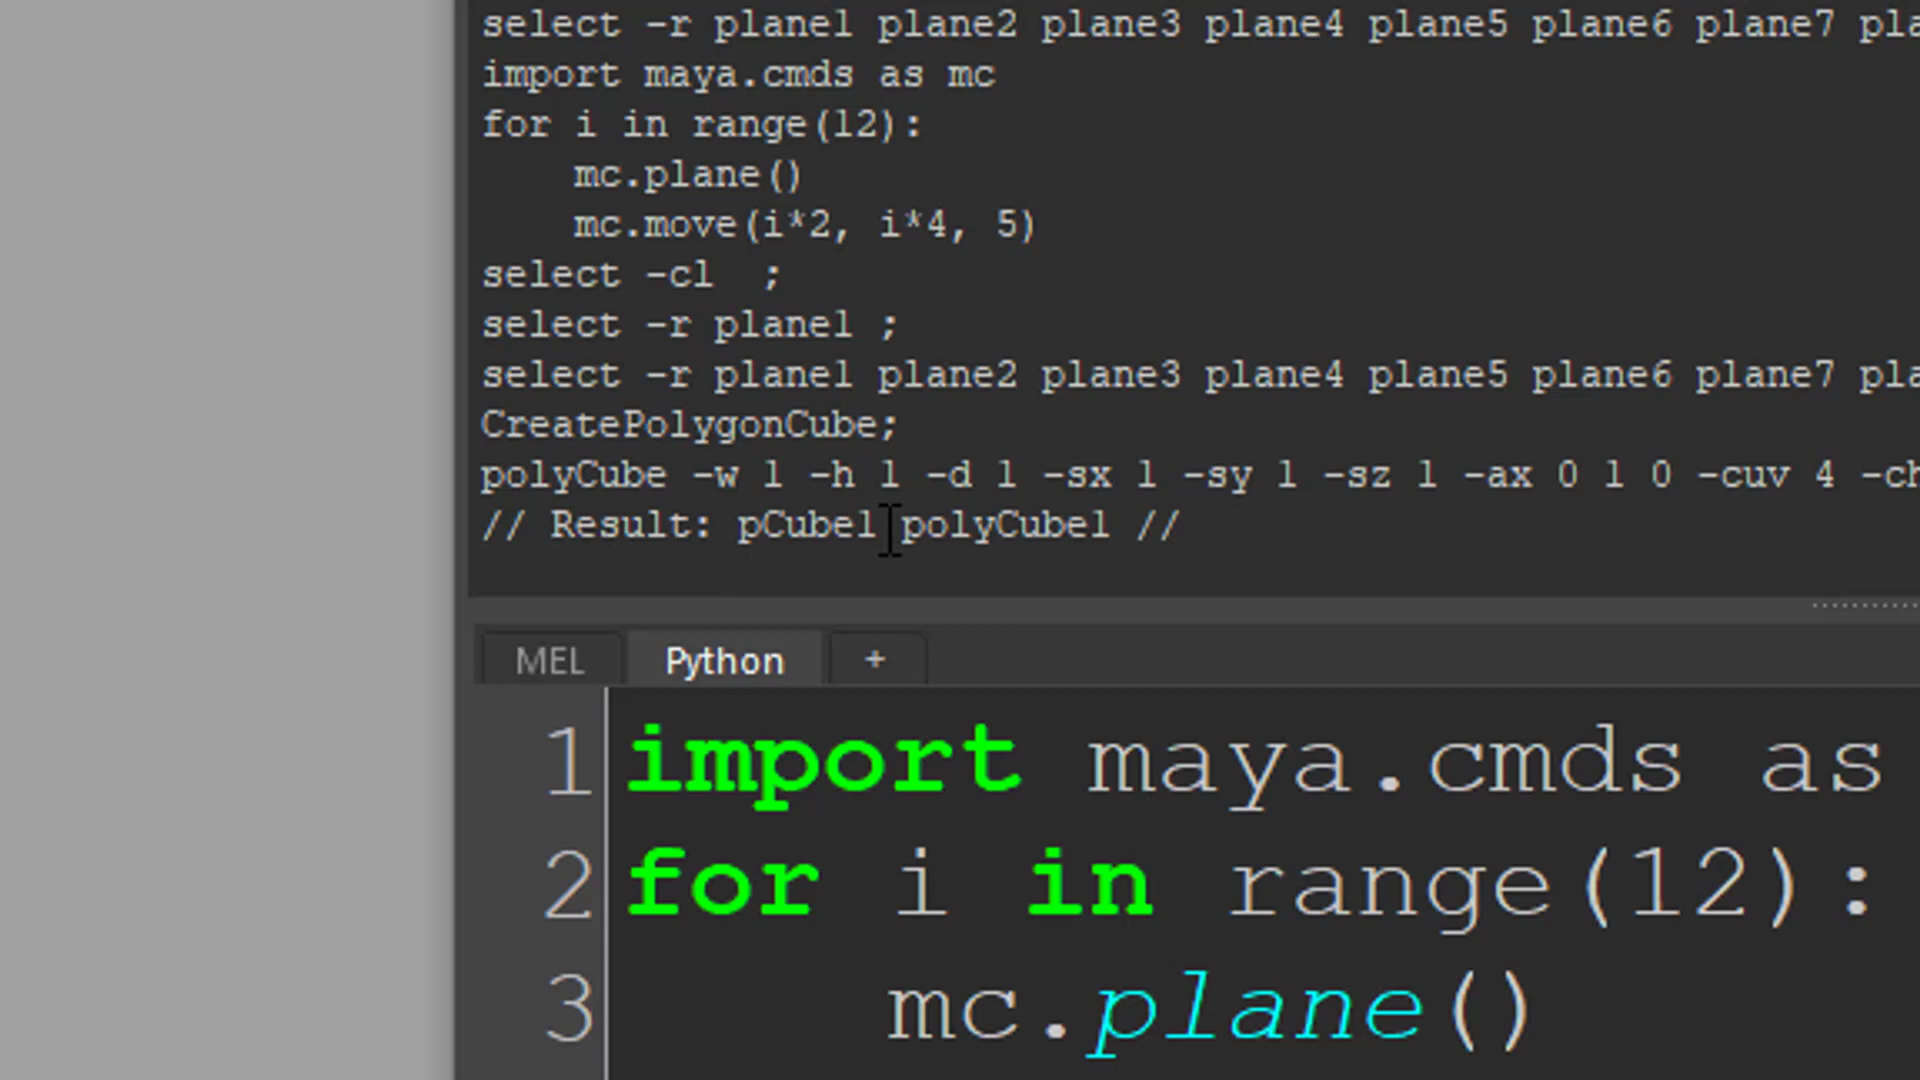 select -r plane1 plane2 plane3 plane4 plane5 plane6 plane7
import maya.cmds as mc
for i in range(12):
    mc.plane()
    mc.move(i*2, i*4, 5)
select -cl  ;
select -r plane1 ;
select -r plane1 plane2 plane3 plane4 plane5 plane6 plane7
CreatePolygonCube;
polyCube -w 1 -h 1 -d 1 -sx 1 -sy 1 -sz 1 -ax 0 1 0 -cuv 4 -ch
// Result: pCube1 polyCube1 //
MEL Python +
1 import maya.cmds as
2 for i in range(12):
3     mc.plane()